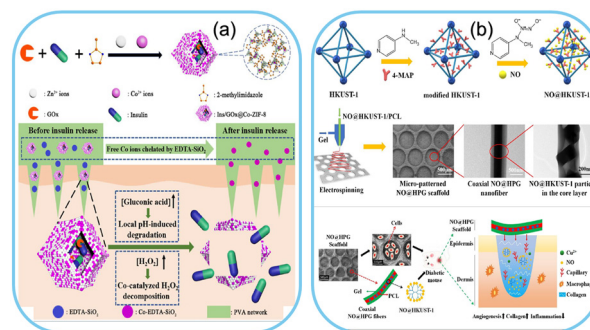 (a)
: Zn²⁺ ions
: Co²⁺ ions
: 2-methylimidazole
: GOx
: Insulin
: Ins/GOx@Co-ZIF-8
Before insulin release
Free Co ions chelated by EDTA-SiO₂
After insulin release
[Gluconic acid]
Local pH-induced
degradation
[H₂O₂]
Co-catalyzed H₂O₂
decomposition
: EDTA-SiO₂
: Co-EDTA-SiO₂
: PVA network
(b)
4-MAP
NO
HKUST-1
modified HKUST-1
NO@HKUST-1
NO@HKUST-1/PCL
Gel
Electrospinning
500μm
Micro-patterned
NO@HPG scaffold
Coaxial NO@HPG
nanofiber
200nm
NO@HKUST-1 partic
in the core layer
NO@HPG
Scaffold
Cells
Gel
PCL
Coaxial
NO@HPG fibers
NO@HKUST-1
Diabetic
mouse
NO@HPG
Scaffold
Epidermis
Dermis
Cu²⁺
NO
Capillary
Macropha
Collagen
Angiogenesis↑ Collagen↑ Inflammation↓